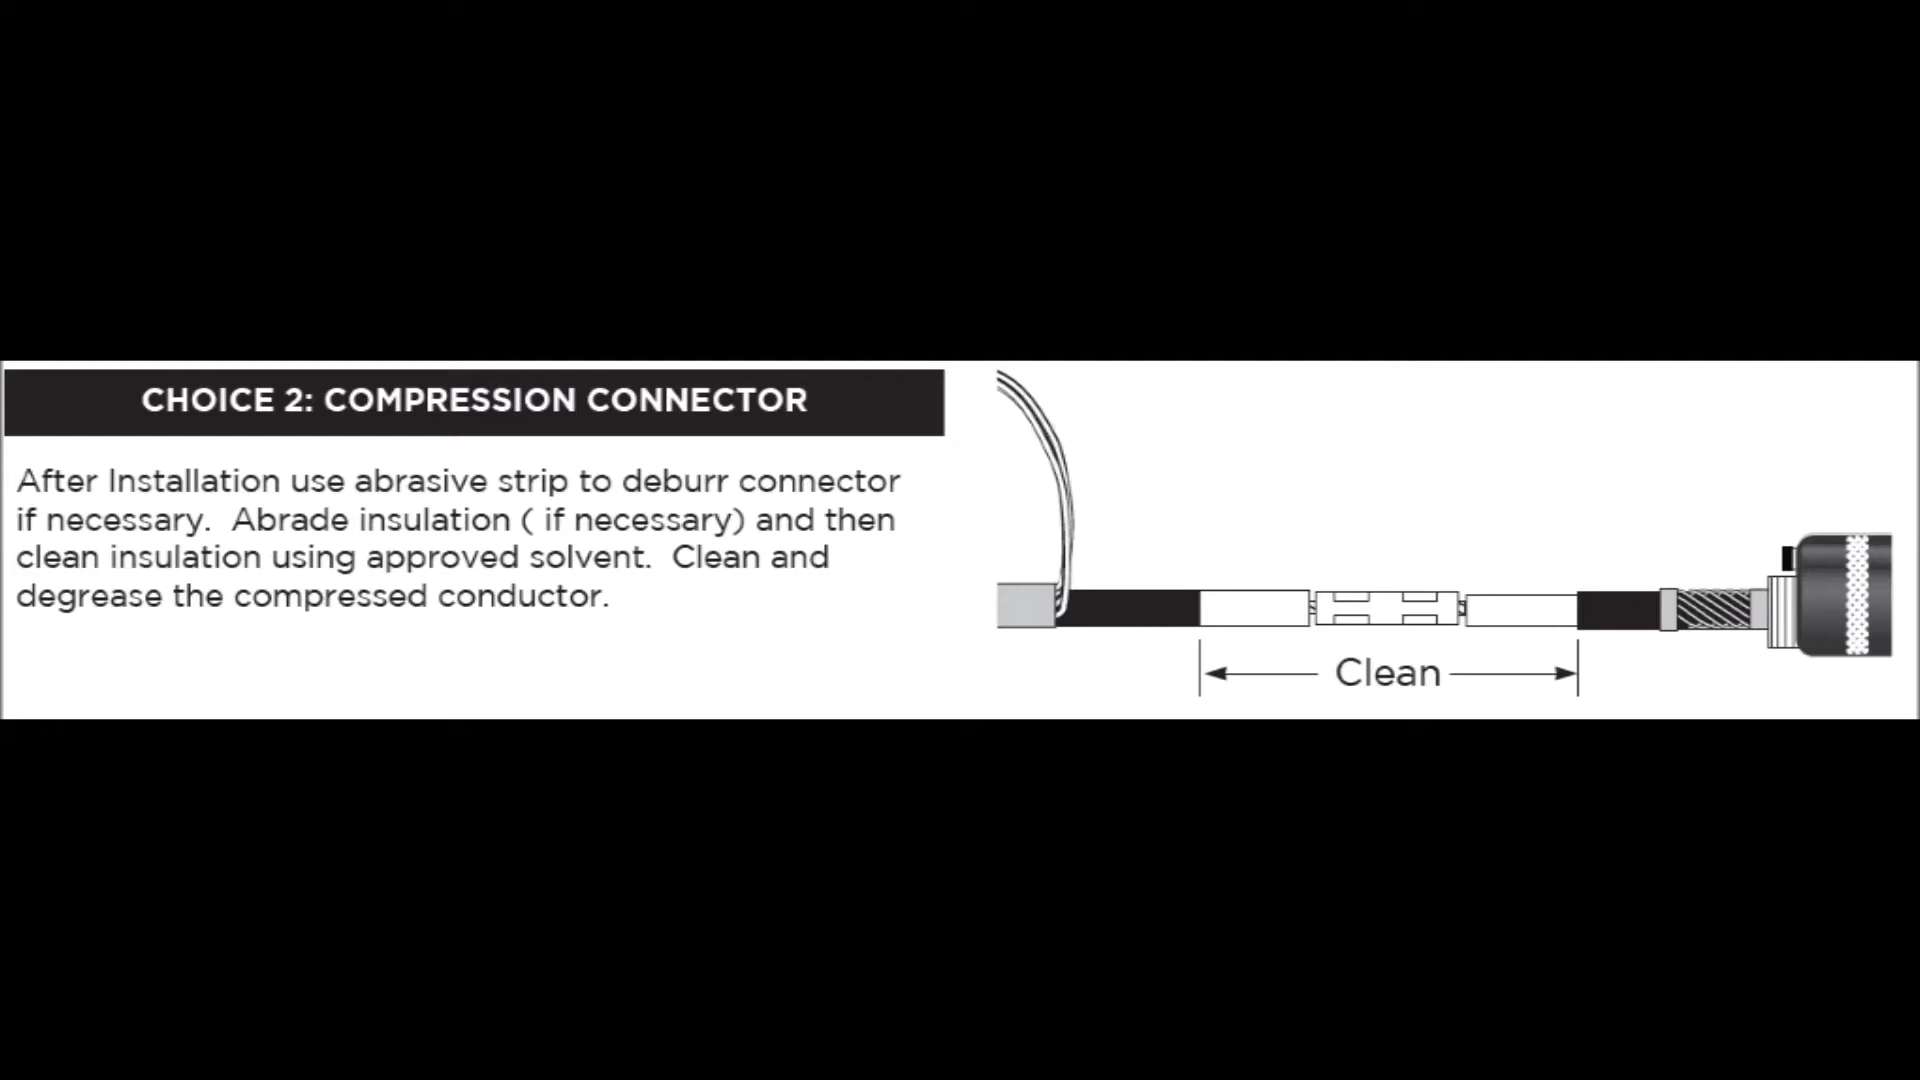 CHOICE 2: COMPRESSION CONNECTOR
After Installation use abrasive strip to deburr connector
if necessary.  Abrade insulation ( if necessary) and then
clean insulation using approved solvent.  Clean and
degrease the compressed conductor.
Clean